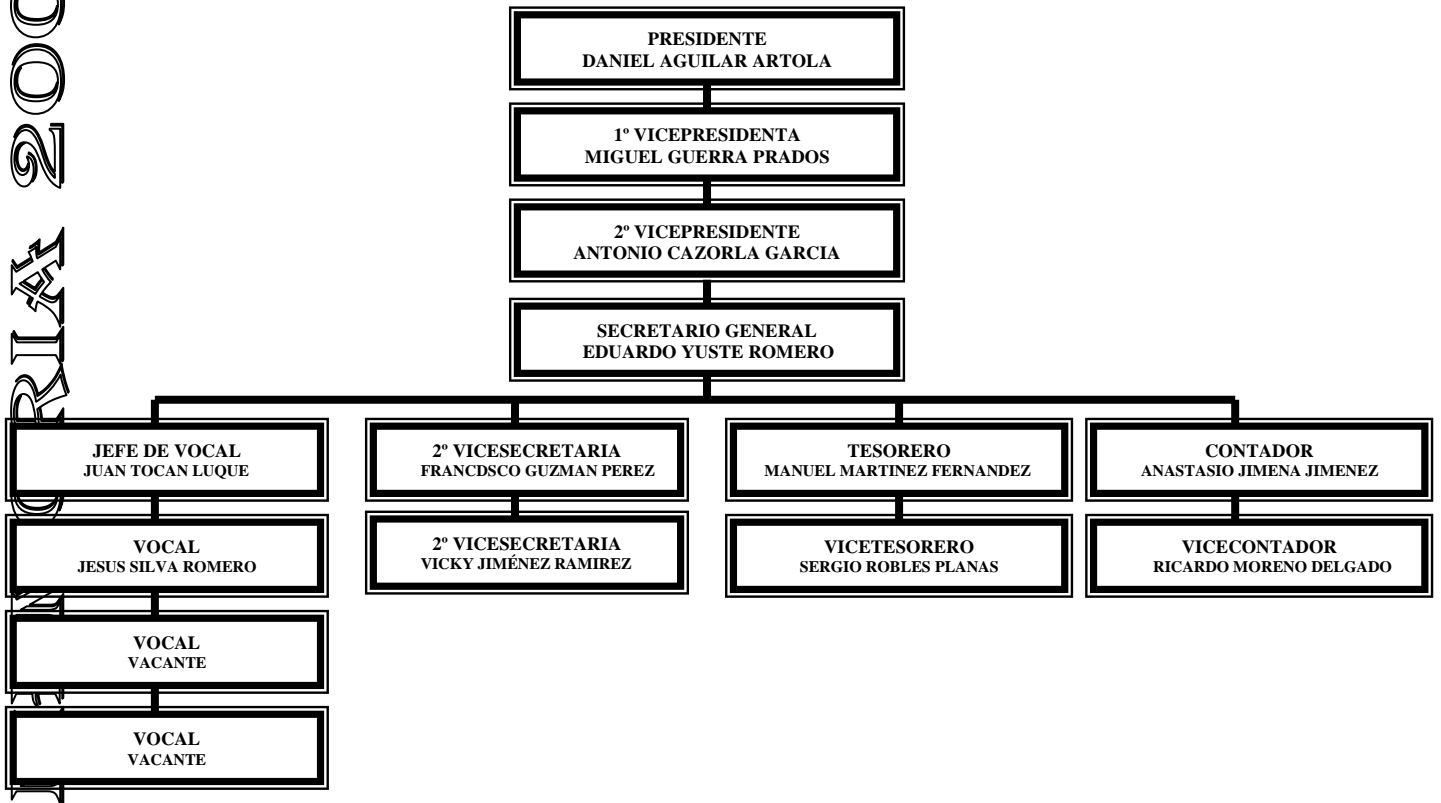 PRESIDENTE
DANIEL AGUILAR ARTOLA
1º VICEPRESIDENTA
MIGUEL GUERRA PRADOS
2º VICEPRESIDENTE
ANTONIO CAZORLA GARCIA
SECRETARIO GENERAL
EDUARDO YUSTE ROMERO
JEFE DE VOCAL
JUAN TOCAN LUQUE
2º VICESECRETARIA
FRANCDSCO GUZMAN PEREZ
TESORERO
MANUEL MARTINEZ FERNANDEZ
CONTADOR
ANASTASIO JIMENA JIMENEZ
VOCAL
JESUS SILVA ROMERO
2º VICESECRETARIA
VICKY JIMÉNEZ RAMIREZ
VICETESORERO
SERGIO ROBLES PLANAS
VICECONTADOR
RICARDO MORENO DELGADO
VOCAL
VACANTE
VOCAL
VACANTE